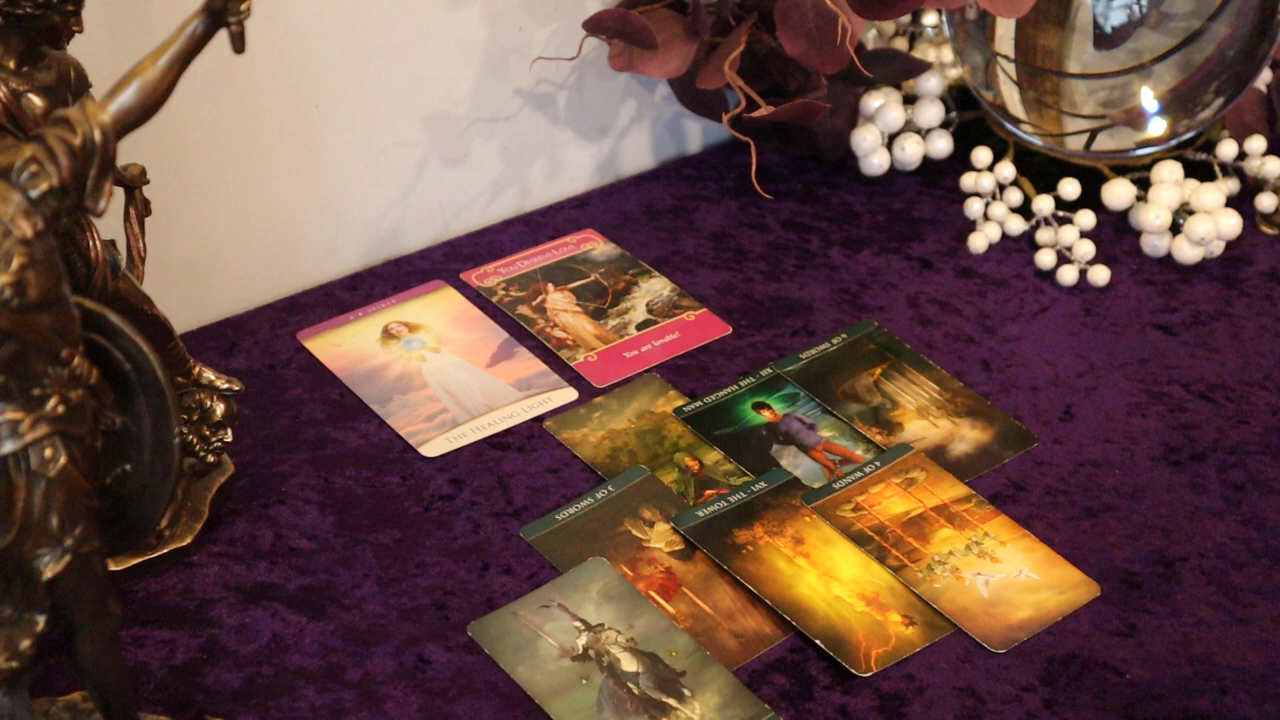 YOU DESERVE LOVE
You are lovable!
THE HEALING LIGHT
4 OF SWORDS
XII - THE HANGED MAN
4 OF WANDS
3 OF SWORDS
XVI - THE TOWER